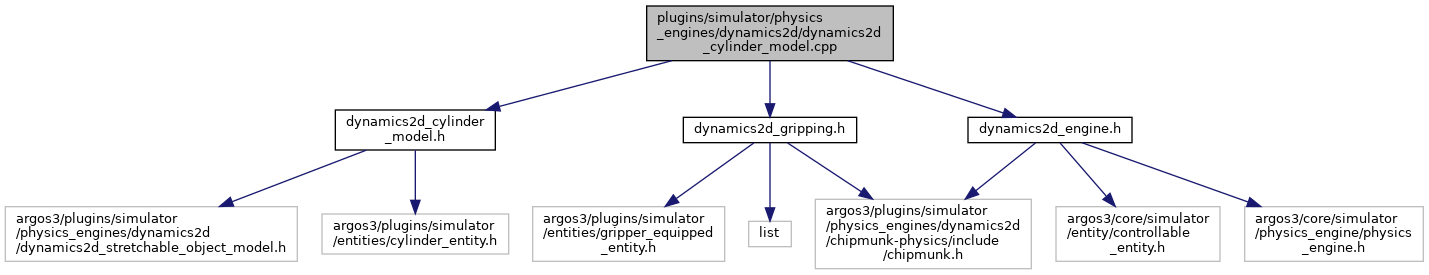 plugins/simulator/physics
_engines/dynamics2d/dynamics2d
_cylinder_model.cpp
dynamics2d_cylinder
_model.h
dynamics2d_gripping.h
dynamics2d_engine.h
argos3/plugins/simulator
/physics_engines/dynamics2d
/dynamics2d_stretchable_object_model.h
argos3/plugins/simulator
/entities/cylinder_entity.h
argos3/plugins/simulator
/entities/gripper_equipped
_entity.h
list
argos3/plugins/simulator
/physics_engines/dynamics2d
/chipmunk-physics/include
/chipmunk.h
argos3/core/simulator
/entity/controllable
_entity.h
argos3/core/simulator
/physics_engine/physics
_engine.h